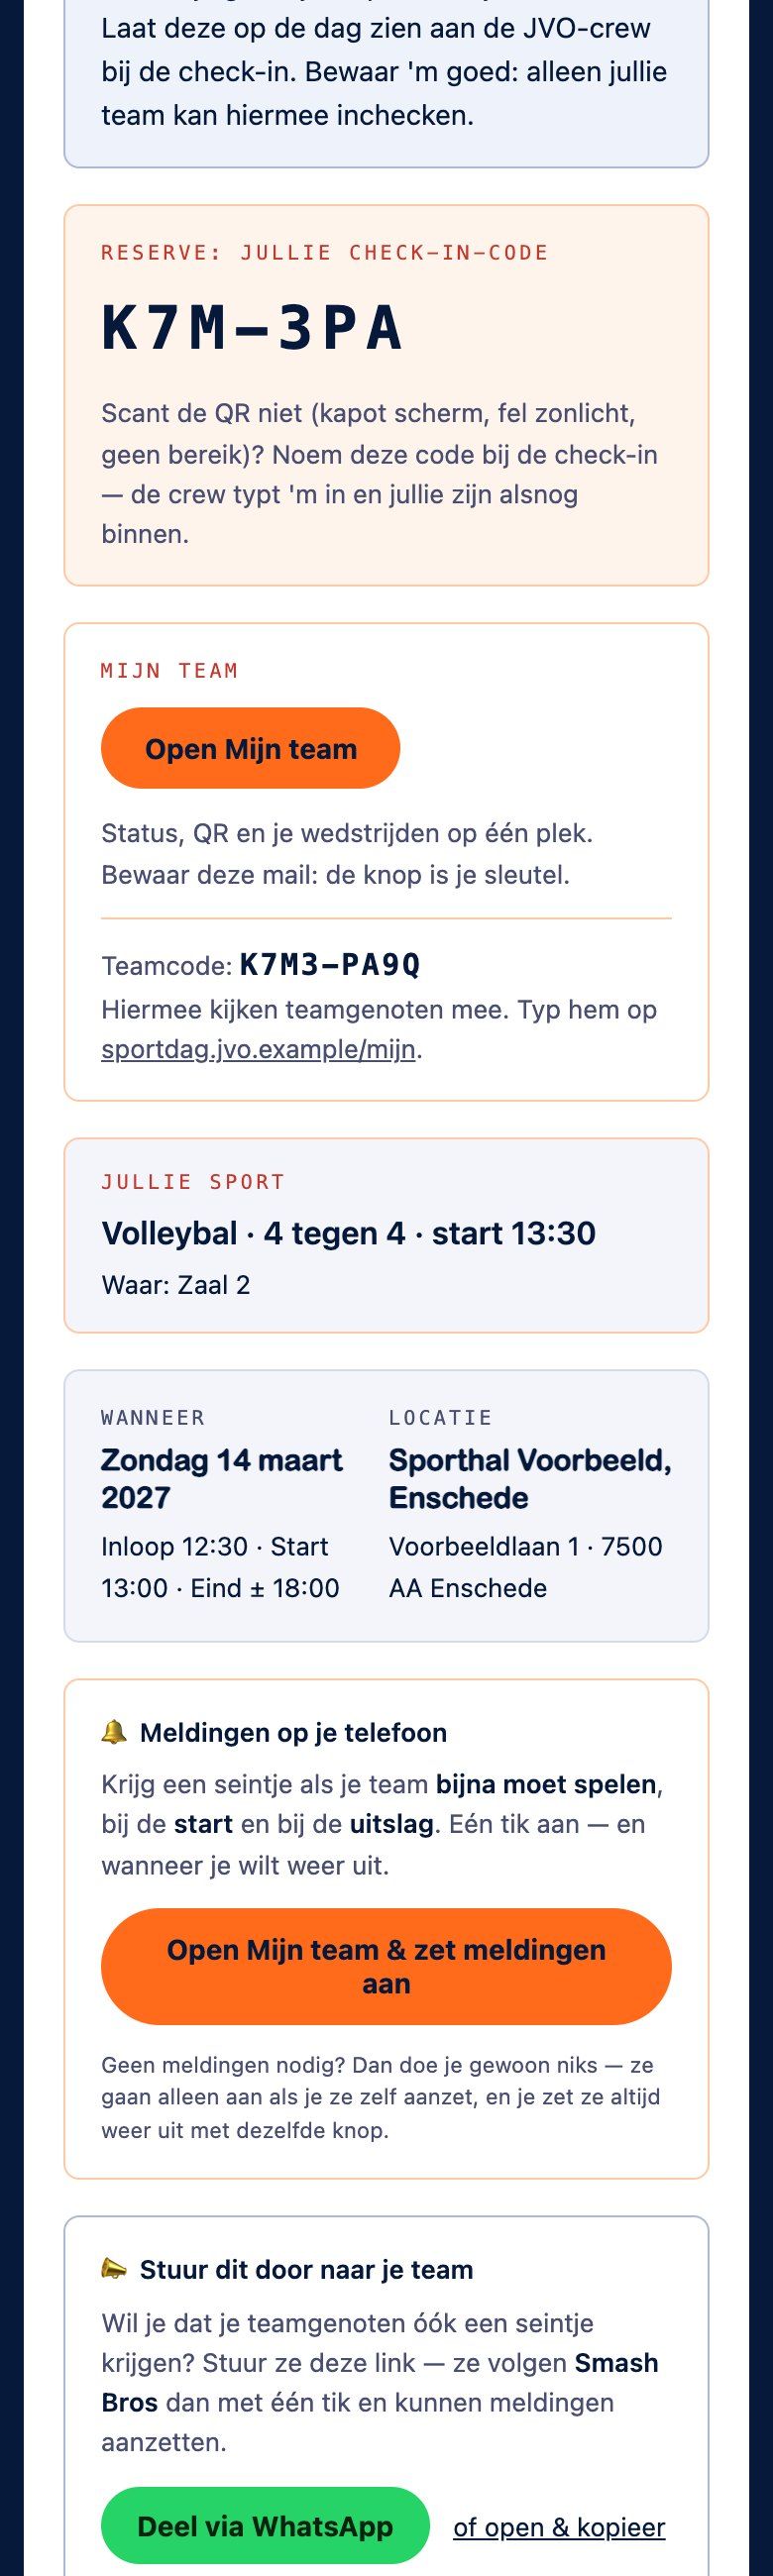 Laat deze op de dag zien aan de JVO-crew
bij de check-in. Bewaar 'm goed: alleen jullie
team kan hiermee inchecken.
RESERVE: JULLIE CHECK-IN-CODE
K7M-3PA
Scant de QR niet (kapot scherm, fel zonlicht,
geen bereik)? Noem deze code bij de check-in
— de crew typt 'm in en jullie zijn alsnog
binnen.
MIJN TEAM
Open Mijn team
Status, QR en je wedstrijden op één plek.
Bewaar deze mail: de knop is je sleutel.
Teamcode: K7M3-PA9Q
Hiermee kijken teamgenoten mee. Typ hem op
sportdag.jvo.example/mijn.
JULLIE SPORT
Volleybal · 4 tegen 4 · start 13:30
Waar: Zaal 2
WANNEER
Zondag 14 maart
2027
Inloop 12:30 · Start
13:00 · Eind ± 18:00
LOCATIE
Sporthal Voorbeeld,
Enschede
Voorbeeldlaan 1 · 7500
AA Enschede
🔔 Meldingen op je telefoon
Krijg een seintje als je team bijna moet spelen,
bij de start en bij de uitslag. Eén tik aan — en
wanneer je wilt weer uit.
Open Mijn team & zet meldingen
aan
Geen meldingen nodig? Dan doe je gewoon niks — ze
gaan alleen aan als je ze zelf aanzet, en je zet ze altijd
weer uit met dezelfde knop.
📣 Stuur dit door naar je team
Wil je dat je teamgenoten óók een seintje
krijgen? Stuur ze deze link — ze volgen Smash
Bros dan met één tik en kunnen meldingen
aanzetten.
Deel via WhatsApp of open & kopieer